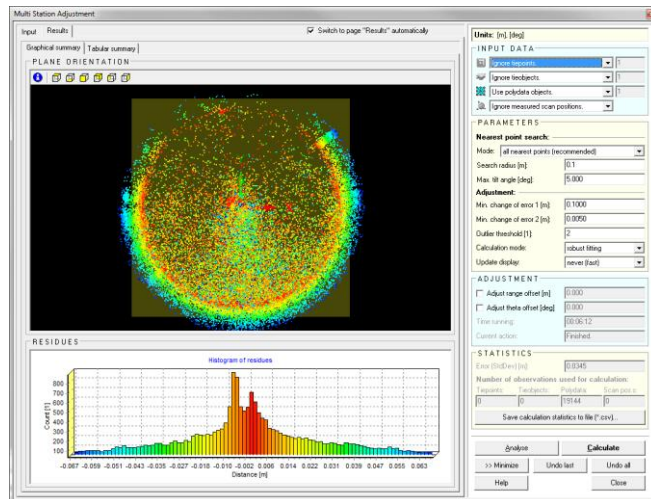 Multi Station Adjustment
Input Results
Switch to page "Results" automatically
Graphical summary Tabular summary
PLANE ORIENTATION
RESIDUES
Histogram of residues
Count [1]
800
700
600
500
400
300
200
100
-0.067 -0.059 -0.051 -0.043 -0.035 -0.027 -0.018 -0.010 -0.002 0.006 0.014 0.022 0.030 0.038 0.046 0.055 0.063
Distance [m]
Units: [m], [deg]
INPUT DATA
Ignore tiepoints. 1
Ignore tieobjects. 1
Use polydata objects. 1
Ignore measured scan positions.
PARAMETERS
Nearest point search:
Mode: all nearest points (recommended)
Search radius [m]: 0.1
Max. tilt angle [deg]: 5.000
Adjustment:
Min. change of error 1 [m]: 0.1000
Min. change of error 2 [m]: 0.0050
Outlier threshold [1]: 2
Calculation mode: robust fitting
Update display: never (fast)
ADJUSTMENT
Adjust range offset [m] 0.000
Adjust theta offset [deg] 0.000
Time running: 00:06:12
Current action: Finished.
STATISTICS
Error (StdDev) [m]: 0.0345
Number of observations used for calculation:
Tiepoints: Tieobjects: Polydata: Scan pos.s:
0 0 19144 0
Save calculation statistics to file (*.csv)...
Analyse Calculate
>> Minimize Undo last Undo all
Help Close